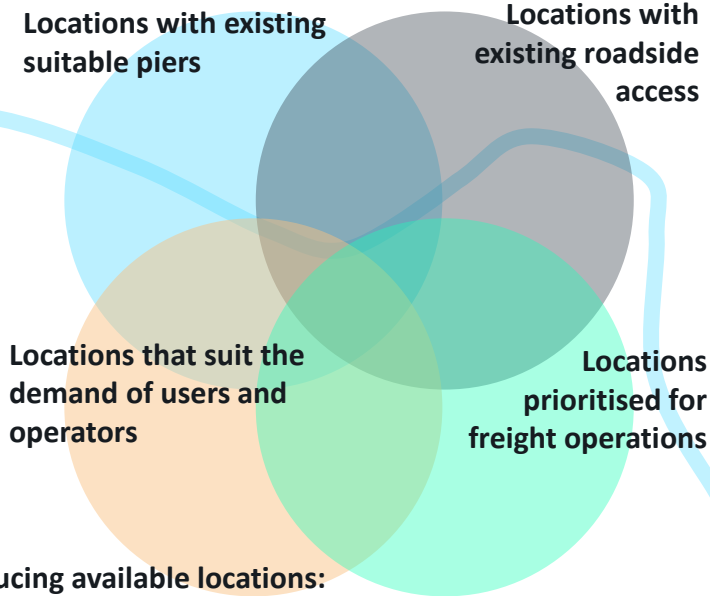 Locations with existing
suitable piers
Locations with
existing roadside
access
Locations that suit the
demand of users and
operators
Locations
prioritised for
freight operations
ucing available locations: